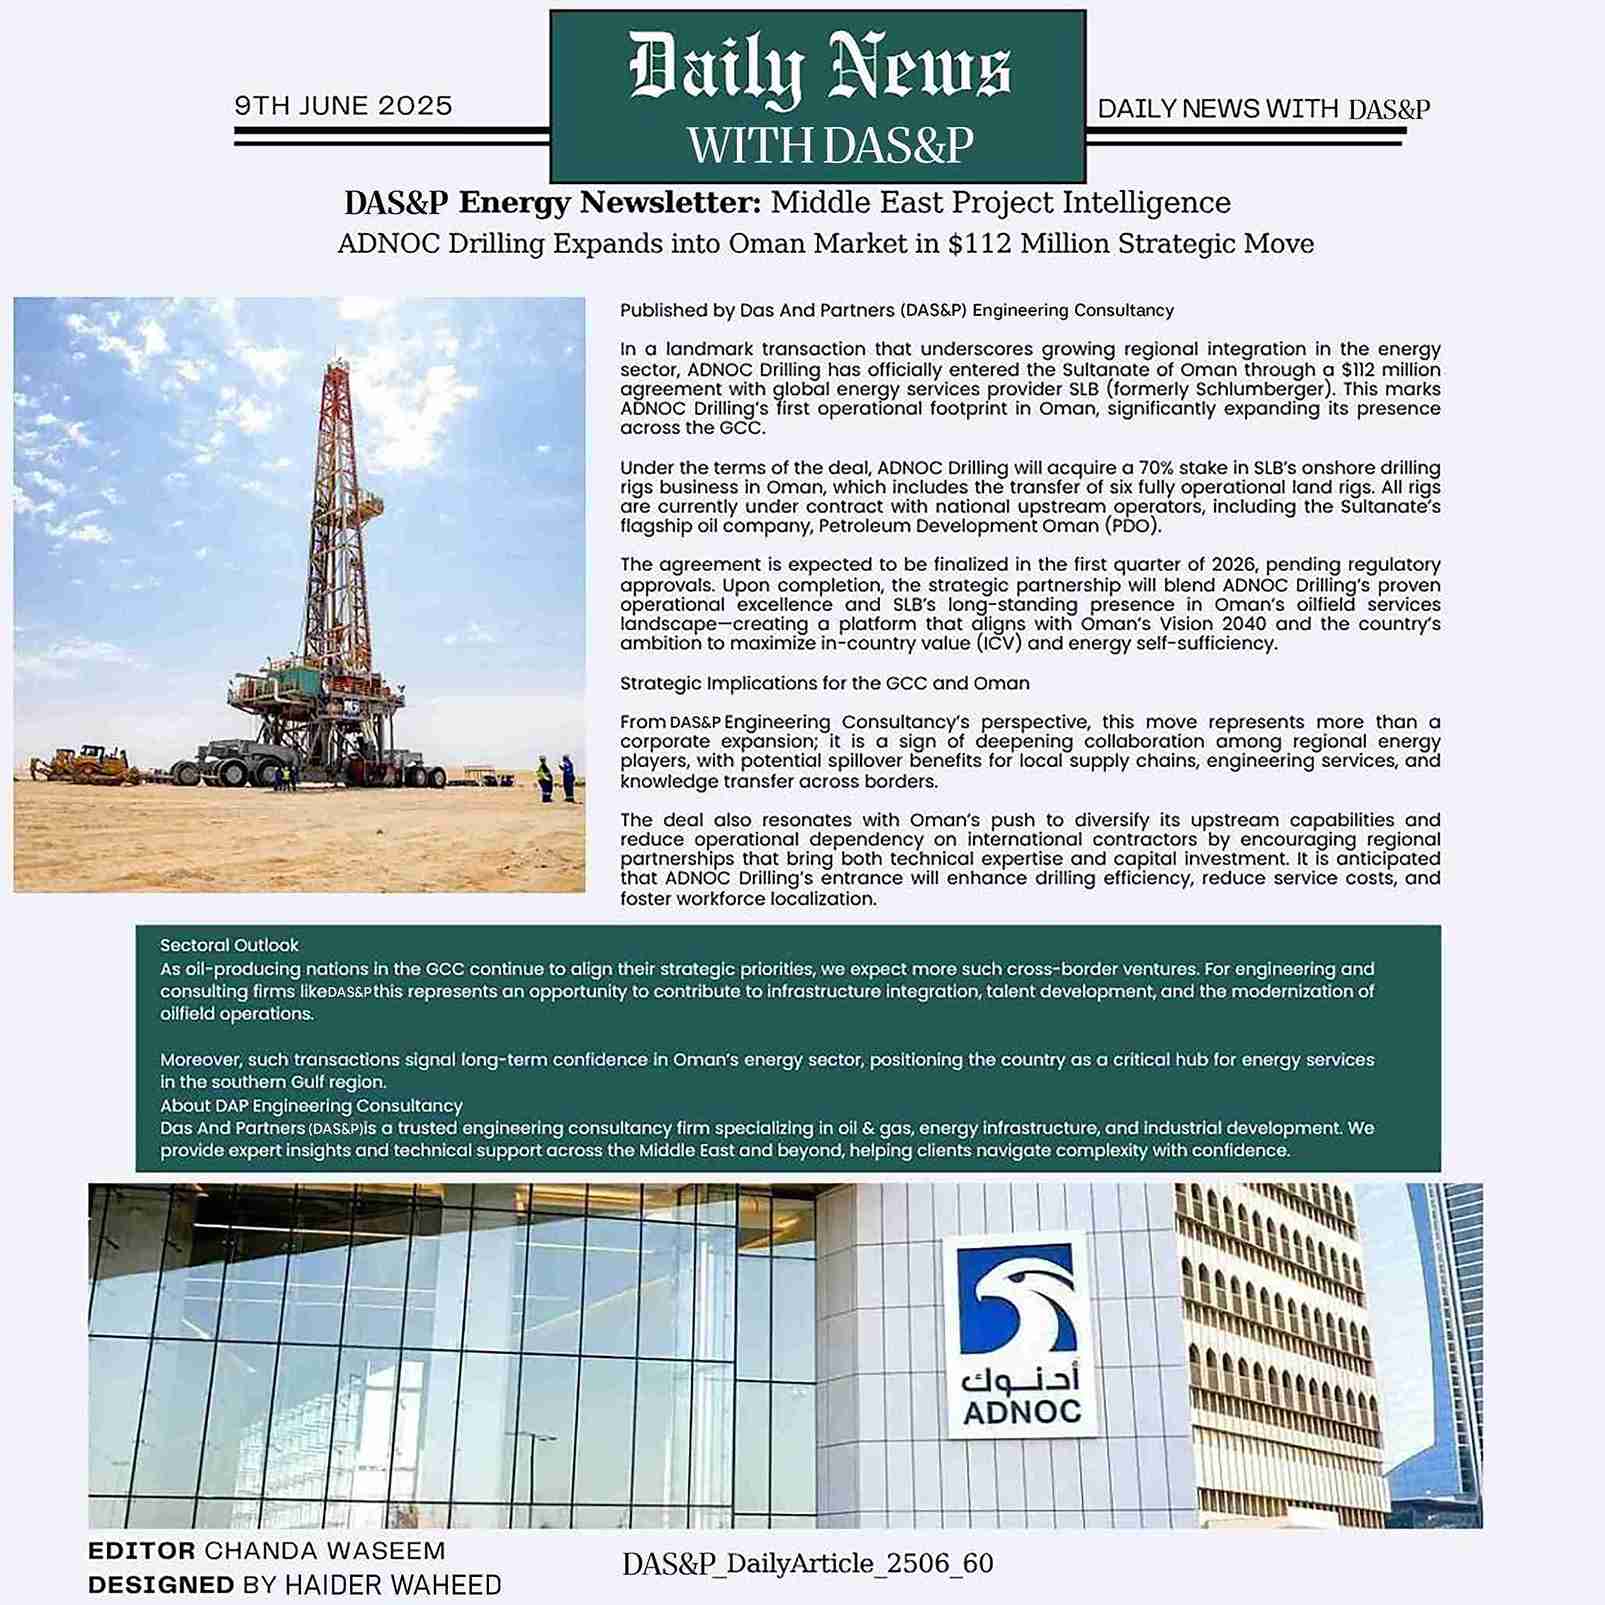 Daily News
WITH DAS&P
9TH JUNE 2025
DAILY NEWS WITH DAS&P
DAS&P Energy Newsletter: Middle East Project Intelligence
ADNOC Drilling Expands into Oman Market in $112 Million Strategic Move
Published by Das And Partners (DAS&P) Engineering Consultancy
In a landmark transaction that underscores growing regional integration in the energy
sector, ADNOC Drilling has officially entered the Sultanate of Oman through a $112 million
agreement with global energy services provider SLB (formerly Schlumberger). This marks
ADNOC Drilling's first operational footprint in Oman, significantly expanding its presence
across the GCC.
Under the terms of the deal, ADNOC Drilling will acquire a 70% stake in SLB's onshore drilling
rigs business in Oman, which includes the transfer of six fully operational land rigs. All rigs
are currently under contract with national upstream operators, including the Sultanate's
flagship oil company, Petroleum Development Oman (PDO).
The agreement is expected to be finalized in the first quarter of 2026, pending regulatory
approvals. Upon completion, the strategic partnership will blend ADNOC Drilling's proven
operational excellence and SLB's long-standing presence in Oman's oilfield services
landscape—creating a platform that aligns with Oman's Vision 2040 and the country's
ambition to maximize in-country value (ICV) and energy self-sufficiency.
Strategic Implications for the GCC and Oman
From DAS&P Engineering Consultancy's perspective, this move represents more than a
corporate expansion; it is a sign of deepening collaboration among regional energy
players, with potential spillover benefits for local supply chains, engineering services, and
knowledge transfer across borders.
The deal also resonates with Oman's push to diversify its upstream capabilities and
reduce operational dependency on international contractors by encouraging regional
partnerships that bring both technical expertise and capital investment. It is anticipated
that ADNOC Drilling's entrance will enhance drilling efficiency, reduce service costs, and
foster workforce localization.
Sectoral Outlook
As oil-producing nations in the GCC continue to align their strategic priorities, we expect more such cross-border ventures. For engineering and
consulting firms like DAS&P this represents an opportunity to contribute to infrastructure integration, talent development, and the modernization of
oilfield operations.
Moreover, such transactions signal long-term confidence in Oman's energy sector, positioning the country as a critical hub for energy services
in the southern Gulf region.
About DAP Engineering Consultancy
Das And Partners (DAS&P)is a trusted engineering consultancy firm specializing in oil & gas, energy infrastructure, and industrial development. We
provide expert insights and technical support across the Middle East and beyond, helping clients navigate complexity with confidence.
أدنـوك
ADNOC
EDITOR CHANDA WASEEM
DESIGNED BY HAIDER WAHEED
DAS&P_DailyArticle_2506_60